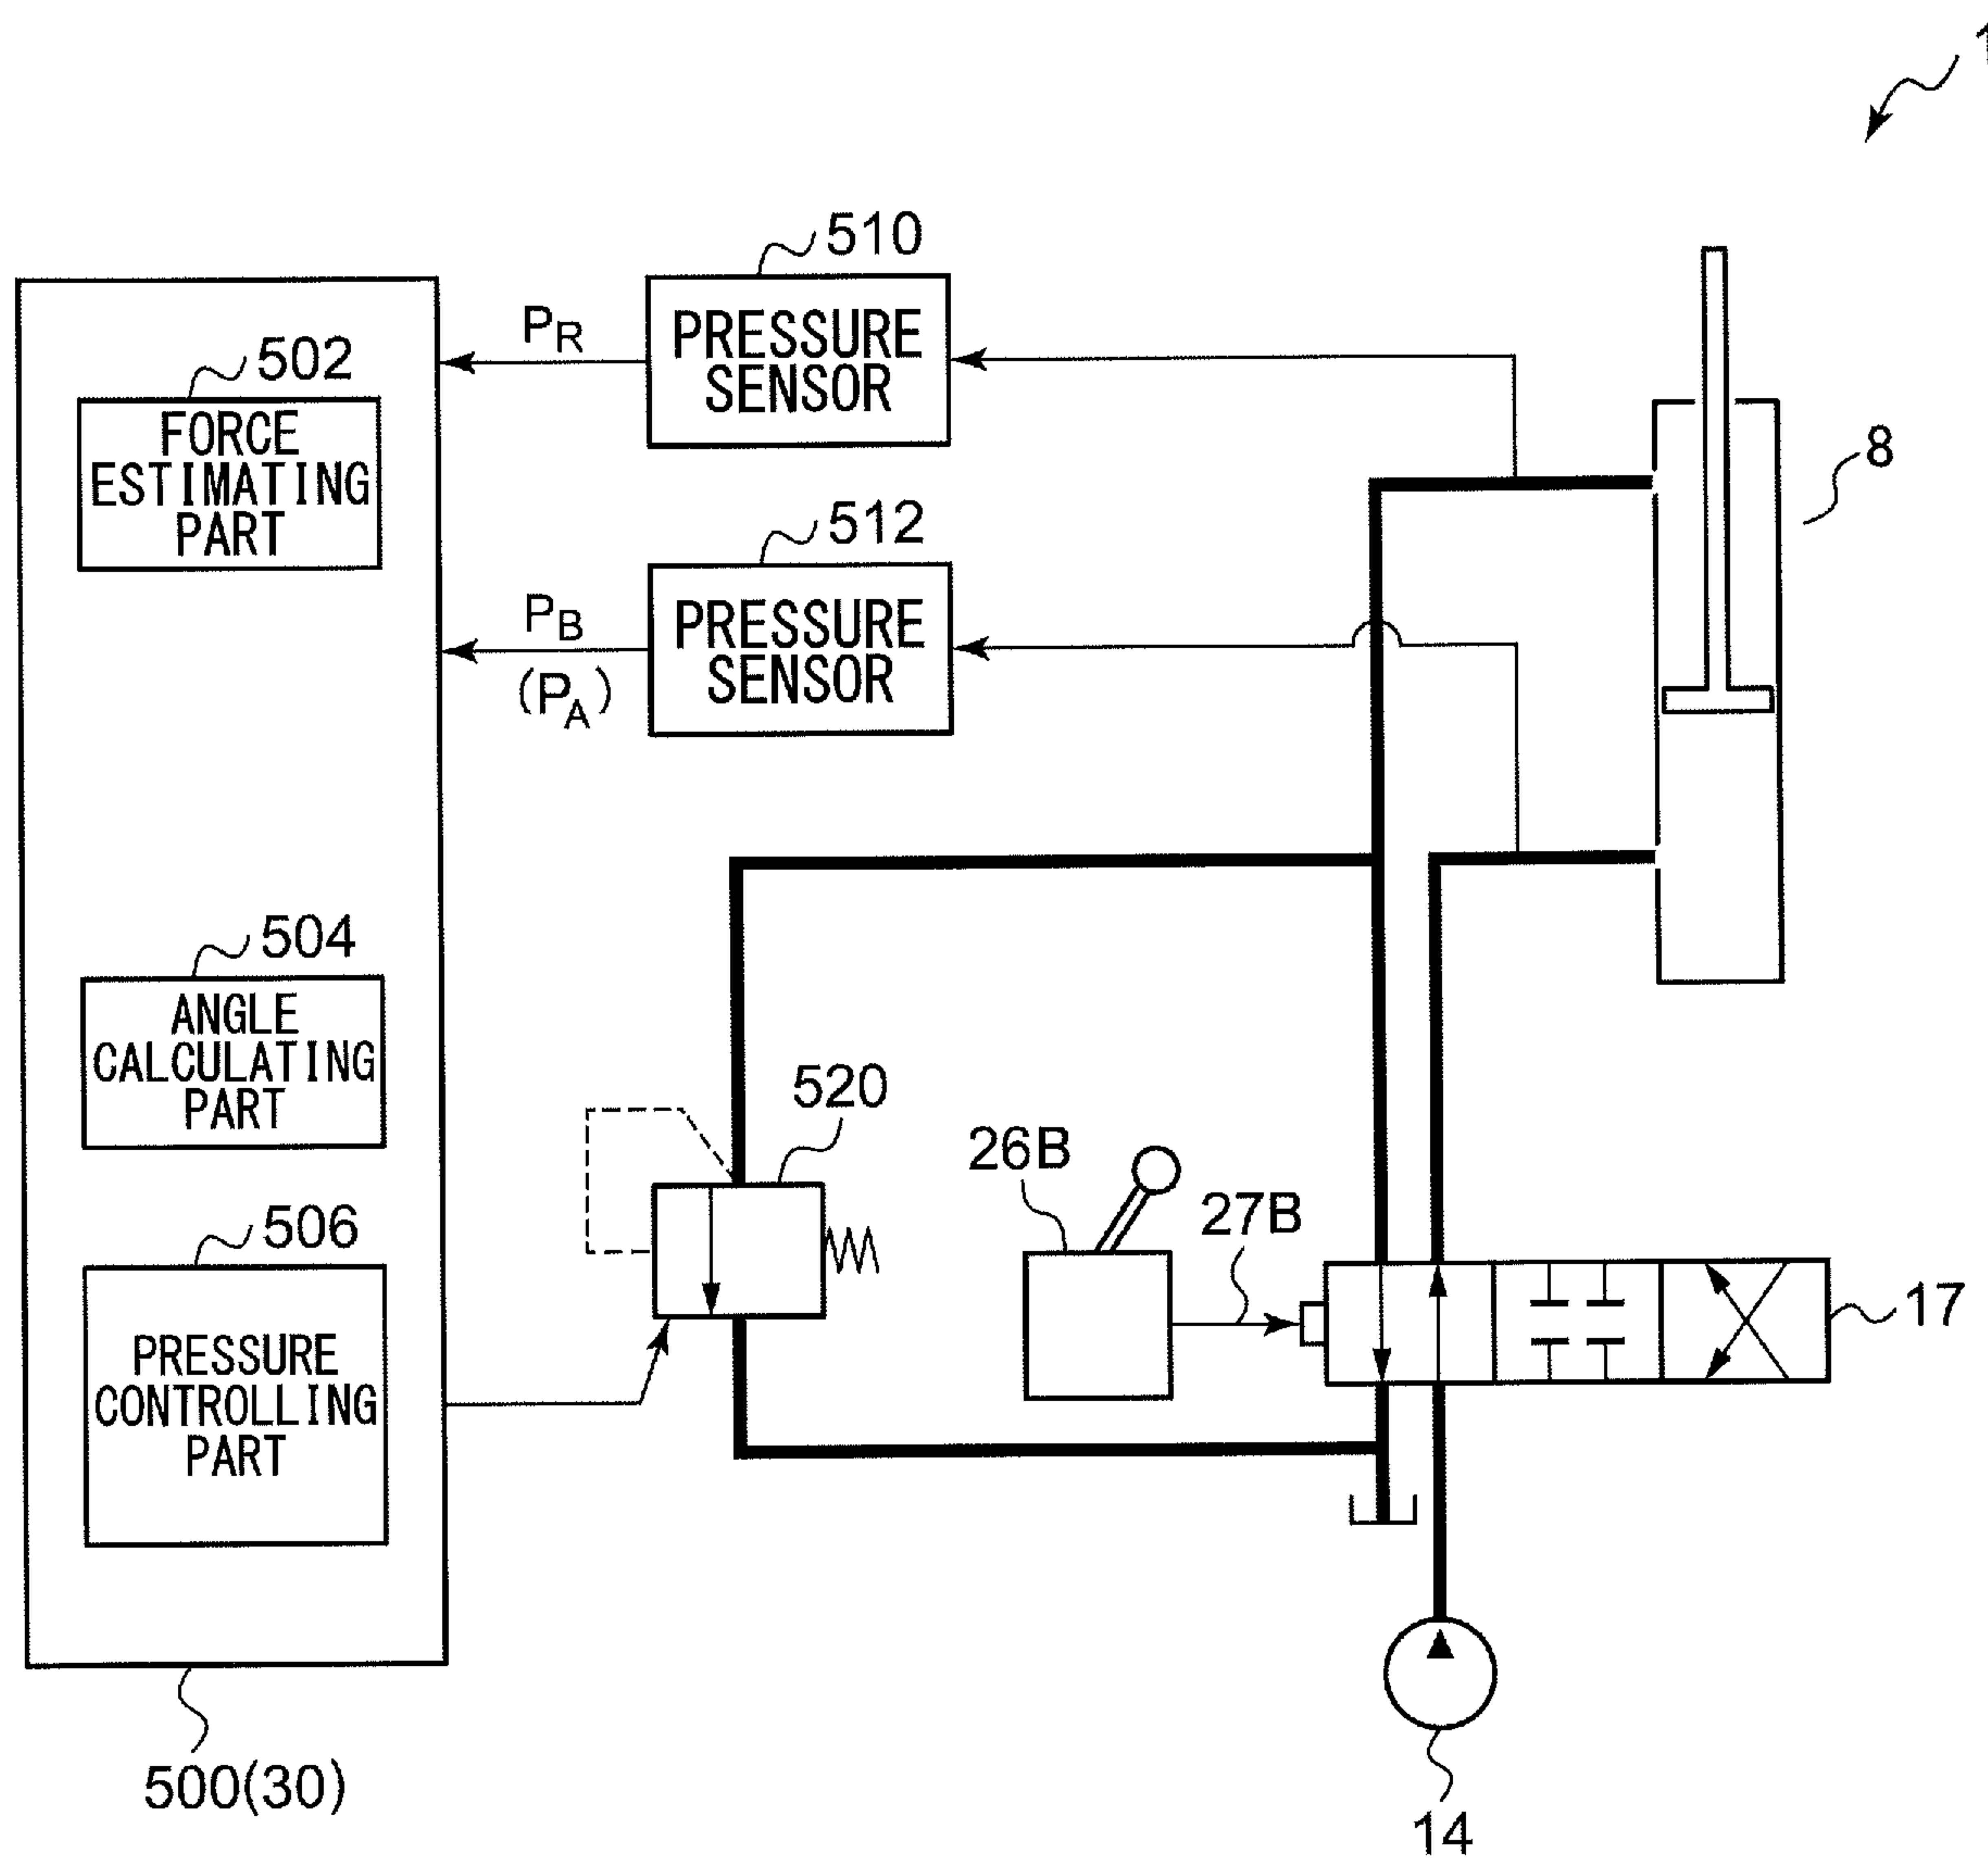 1
510
PRESSURE
SENSOR
PR
502
FORCE
ESTIMATING
PART
8
512
PRESSURE
SENSOR
PB
(PA)
504
ANGLE
CALCULATING
PART
520
26B
27B
506
PRESSURE
CONTROLLING
PART
17
500(30)
14